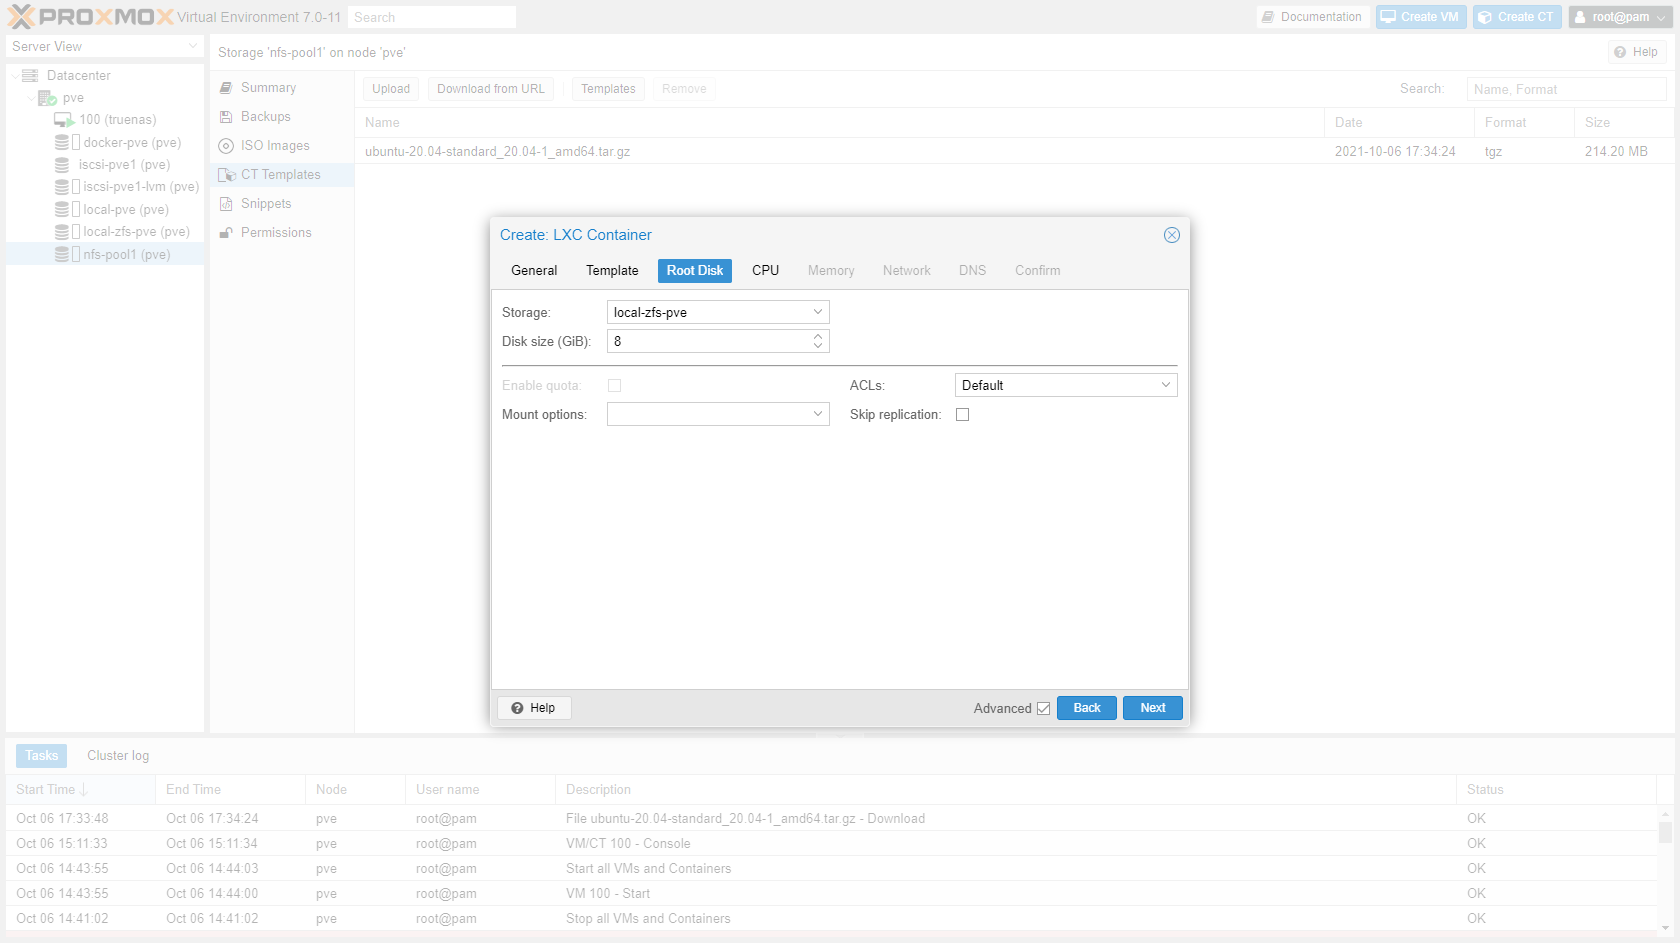 PROXMOX Virtual Environment 7.0-11 Search Documentation Create VM Create CT root@pam
Server View
Storage 'nfs-pool1' on node 'pve' Help
Datacenter
pve
100 (truenas)
docker-pve (pve)
iscsi-pve1 (pve)
iscsi-pve1-lvm (pve)
local-pve (pve)
local-zfs-pve (pve)
nfs-pool1 (pve)
Summary
Backups
ISO Images
CT Templates
Snippets
Permissions
Upload Download from URL Templates Remove Search: Name, Format
Name Date Format Size
ubuntu-20.04-standard_20.04-1_amd64.tar.gz 2021-10-06 17:34:24 tgz 214.20 MB
Create: LXC Container
General Template Root Disk CPU Memory Network DNS Confirm
Storage: local-zfs-pve
Disk size (GiB): 8
Enable quota: ACLs: Default
Mount options: Skip replication:
Help Advanced Back Next
Tasks Cluster log
Start Time End Time Node User name Description Status
Oct 06 17:33:48 Oct 06 17:34:24 pve root@pam File ubuntu-20.04-standard_20.04-1_amd64.tar.gz - Download OK
Oct 06 15:11:33 Oct 06 15:11:34 pve root@pam VM/CT 100 - Console OK
Oct 06 14:43:55 Oct 06 14:44:03 pve root@pam Start all VMs and Containers OK
Oct 06 14:43:55 Oct 06 14:44:00 pve root@pam VM 100 - Start OK
Oct 06 14:41:02 Oct 06 14:41:02 pve root@pam Stop all VMs and Containers OK